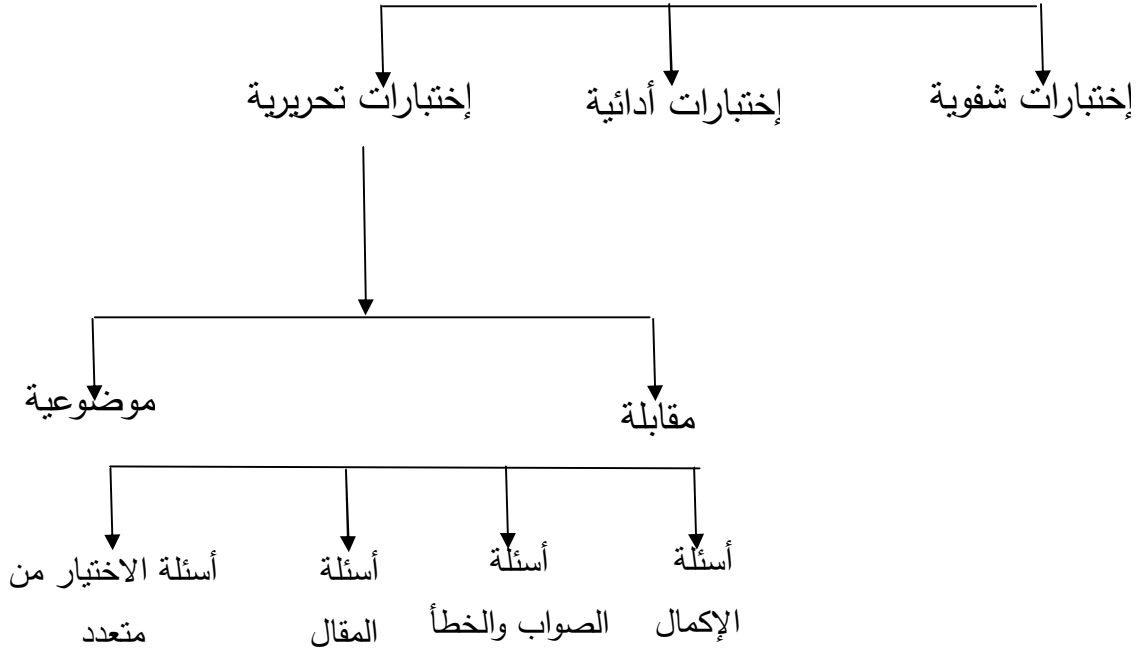 إختبارات شفوية
إختبارات أدائية
إختبارات تحريرية
مقابلة
موضوعية
أسئلة
الإكمال
أسئلة
الصواب والخطأ
أسئلة
المقال
أسئلة الاختيار من
متعدد